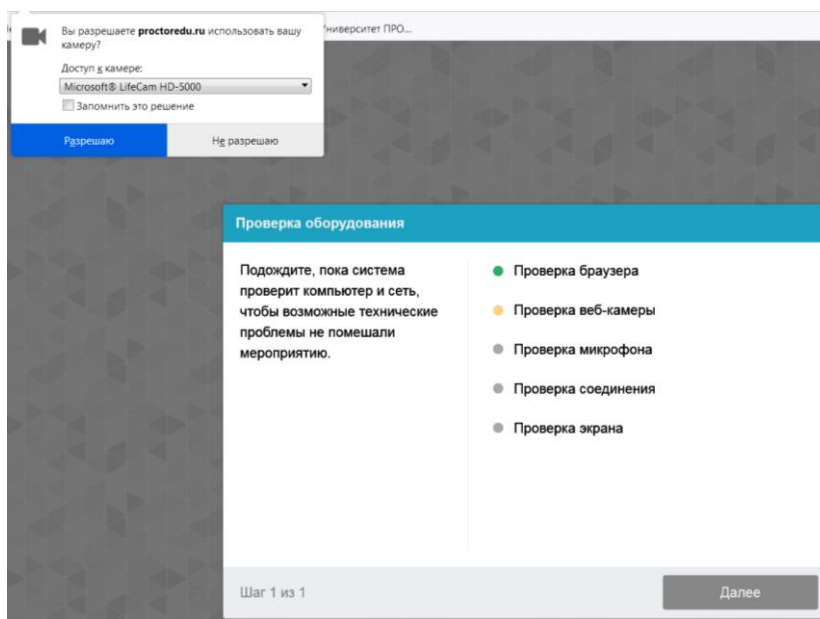 Вы разрешаете proctoredu.ru использовать вашу
камеру?
Доступ к камере:
Microsoft® LifeCam HD-5000
Запомнить это решение
Разрешаю
Не разрешаю
ниверситет ПРО...
Проверка оборудования
Подождите, пока система
проверит компьютер и сеть,
чтобы возможные технические
проблемы не помешали
мероприятию.
Проверка браузера
Проверка веб-камеры
Проверка микрофона
Проверка соединения
Проверка экрана
Шаг 1 из 1
Далее